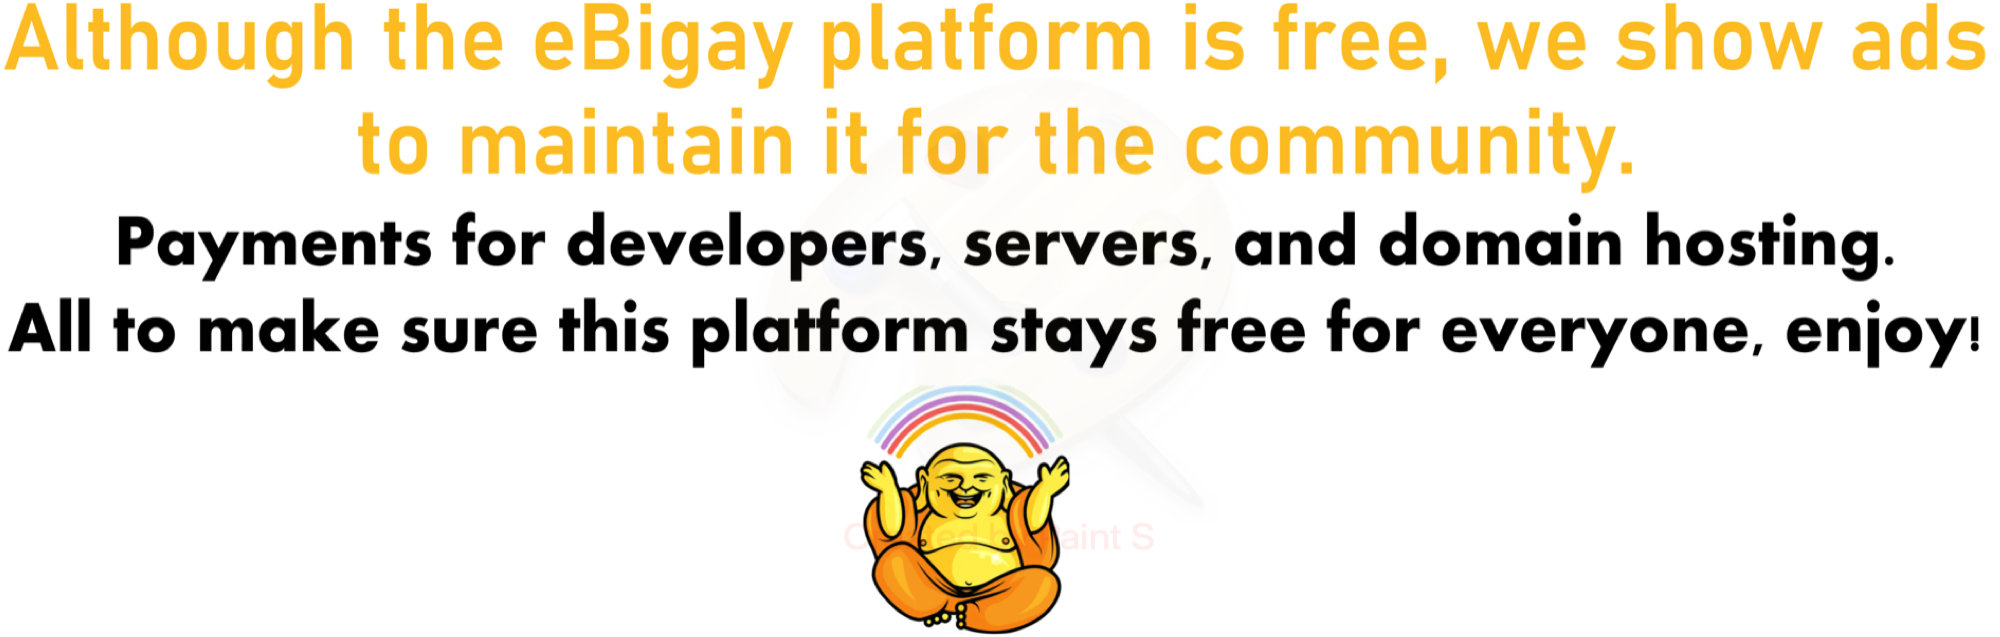 Although the eBigay platform is free, we show ads
to maintain it for the community.
Payments for developers, servers, and domain hosting.
All to make sure this platform stays free for everyone, enjoy!
aint S